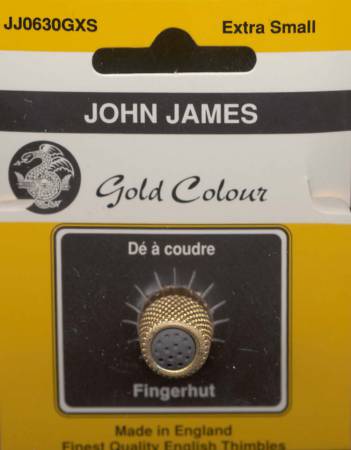 JJ0630GXS Extra Small
JOHN JAMES
Gold Colour
Dé à coudre
Fingerhut
Made in England
Finest Quality English Thimbles